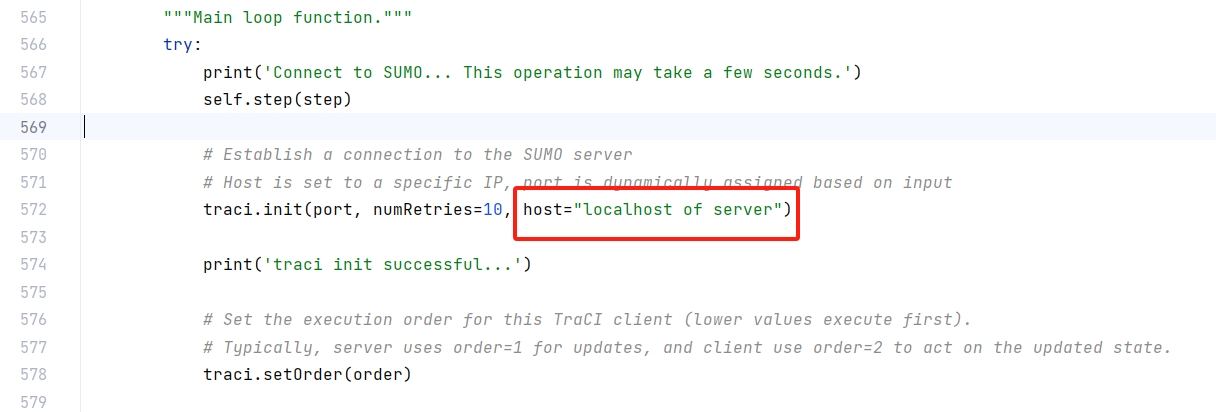 565 """Main loop function."""
566 try:
567 print('Connect to SUMO... This operation may take a few seconds.')
568 self.step(step)
569
570 # Establish a connection to the SUMO server
571 # Host is set to a specific IP, port is dynamically assigned based on input
572 traci.init(port, numRetries=10, host="localhost of server")
573
574 print('traci init successful...')
575
576 # Set the execution order for this TraCI client (lower values execute first).
577 # Typically, server uses order=1 for updates, and client use order=2 to act on the updated state.
578 traci.setOrder(order)
579